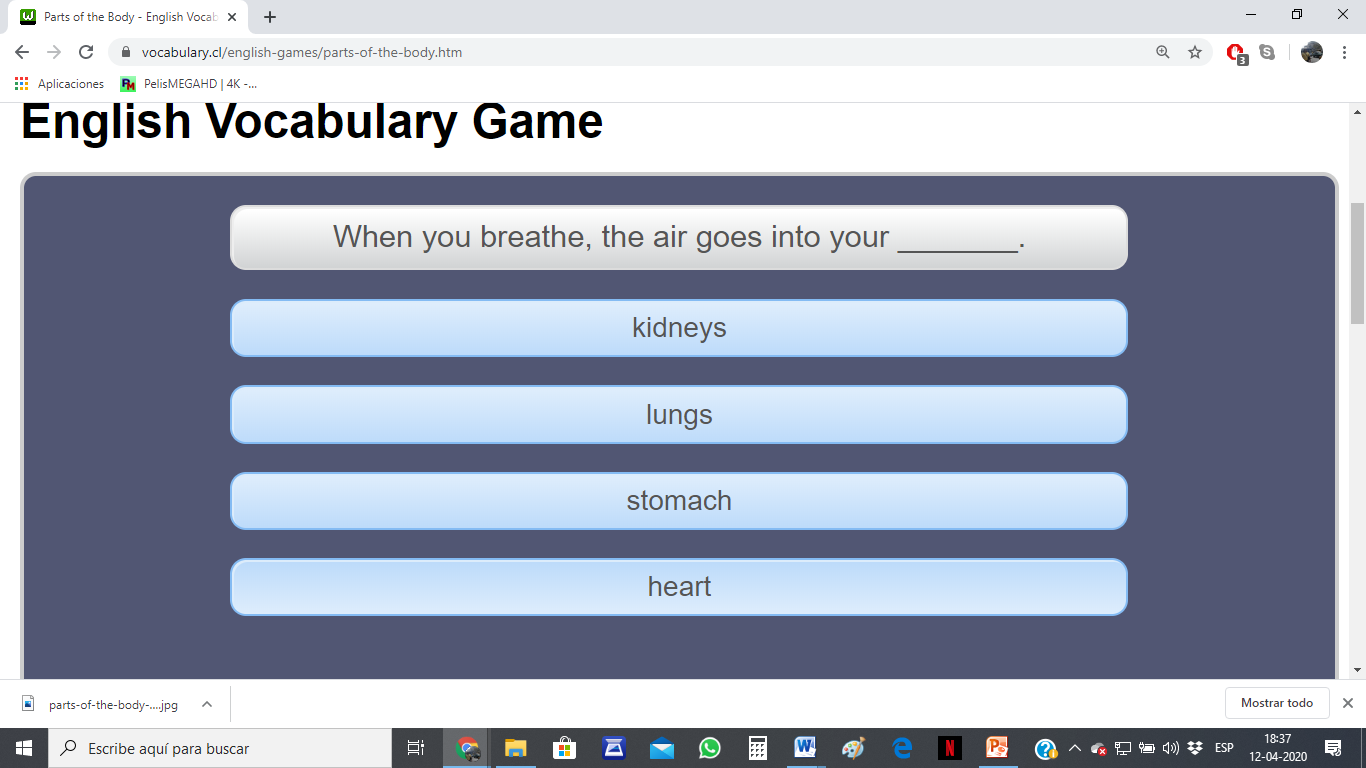 Parts of the Body - English Vocab
vocabulary.cl/english-games/parts-of-the-body.htm
3
Aplicaciones
PelisMEGAHD | 4K -...
English Vocabulary Game
When you breathe, the air goes into your _______.
kidneys
lungs
stomach
heart
parts-of-the-body-....jpg
Mostrar todo
Escribe aquí para buscar
ESP
18:37
12-04-2020